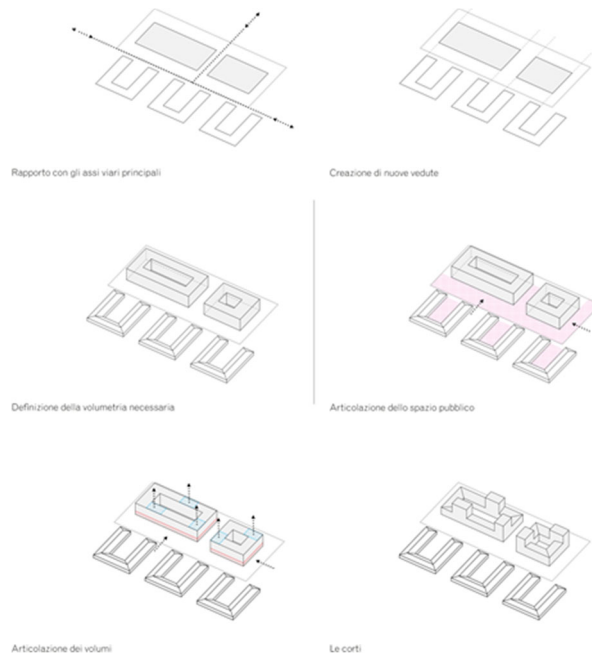 Rapporto con gli assi viari principali
Creazione di nuove vedute
Definizione della volumetria necessaria
Articolazione dello spazio pubblico
Articolazione dei volumi
Le corti